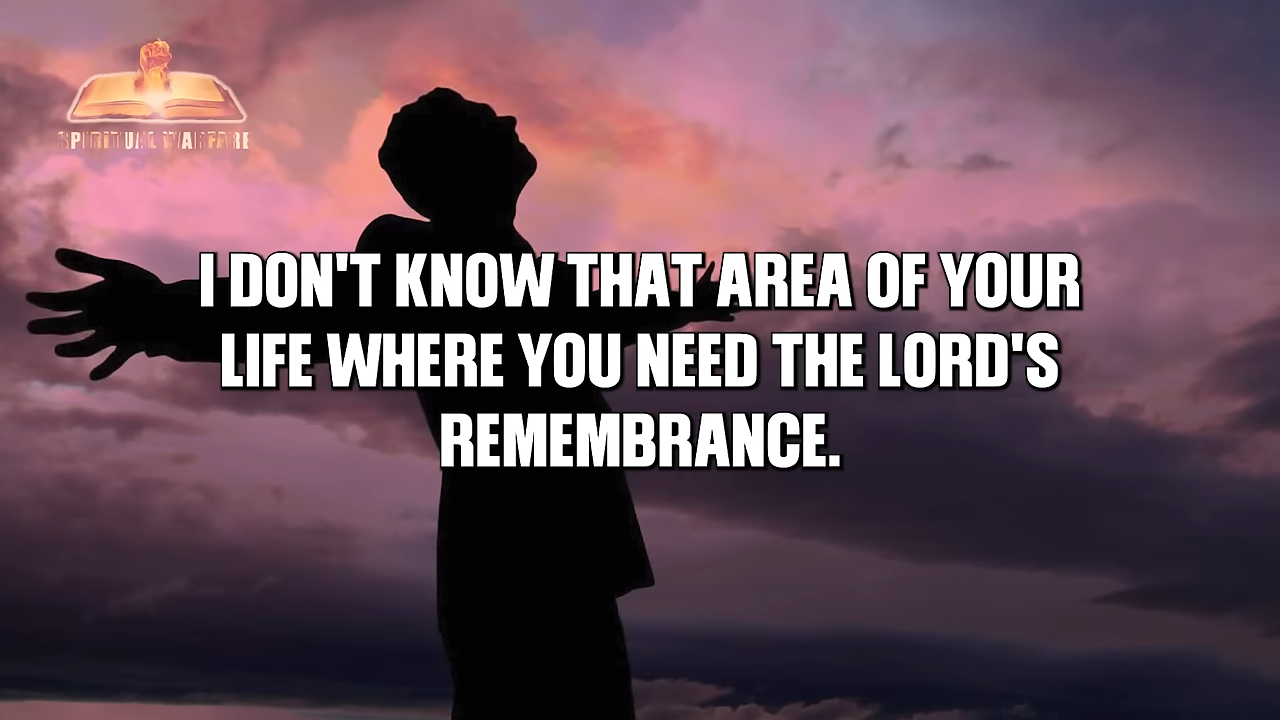 SPIRITUAL WARFARE
I DON'T KNOW THAT AREA OF YOUR
LIFE WHERE YOU NEED THE LORD'S
REMEMBRANCE.